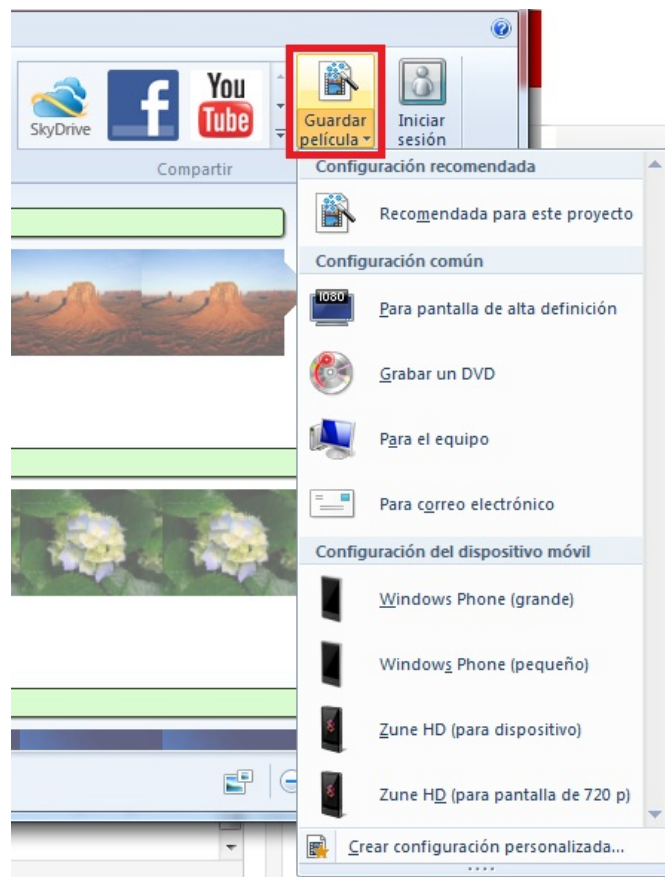 SkyDrive
f
You
Tube
Guardar
película
Iniciar
sesión
Compartir
Configuración recomendada
Recomendada para este proyecto
Configuración común
1080
Para pantalla de alta definición
Grabar un DVD
Para el equipo
Para correo electrónico
Configuración del dispositivo móvil
Windows Phone (grande)
Windows Phone (pequeño)
Zune HD (para dispositivo)
Zune HD (para pantalla de 720 p)
Crear configuración personalizada...